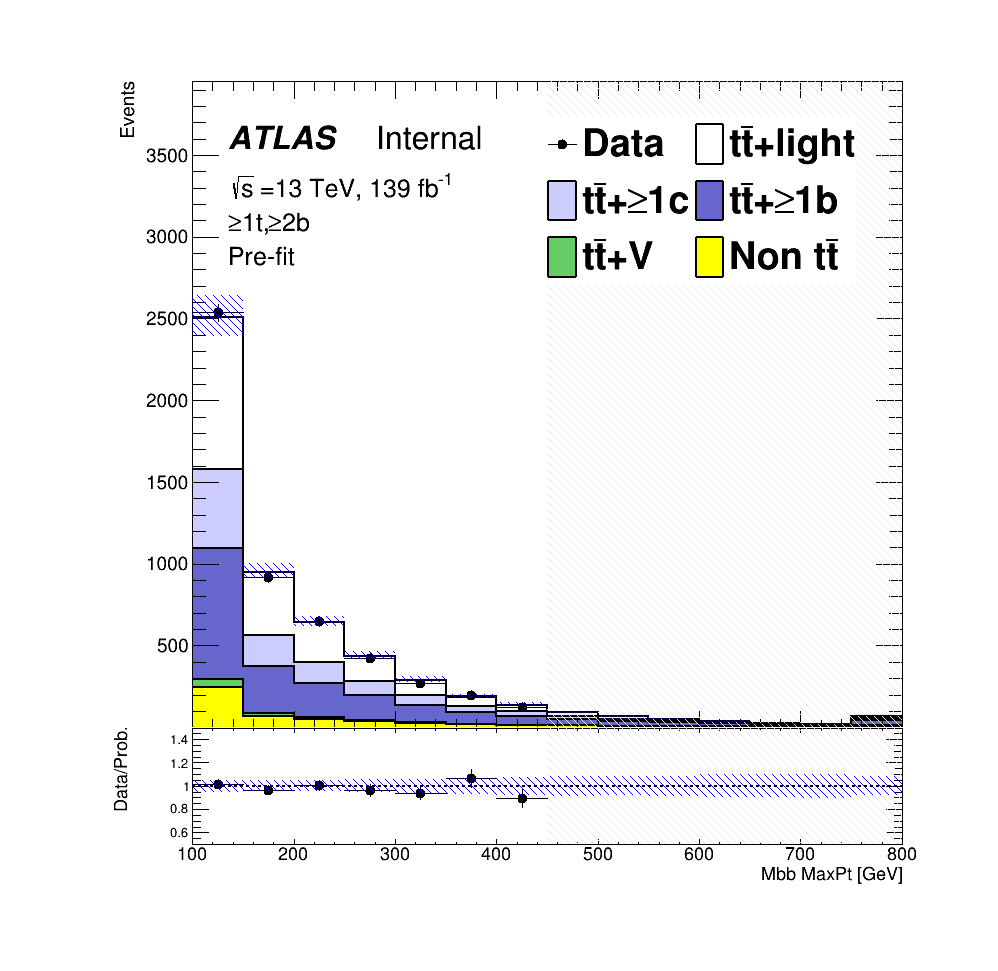 Events
ATLAS Internal
√s =13 TeV, 139 fb⁻¹
≥1t,≥2b
Pre-fit
Data
tt̄+light
tt̄+≥1c
tt̄+≥1b
tt̄+V
Non tt̄
3500
3000
2500
2000
1500
1000
500
Data/Prob.
1.4
1.2
1
0.8
0.6
100 200 300 400 500 600 700 800
Mbb MaxPt [GeV]